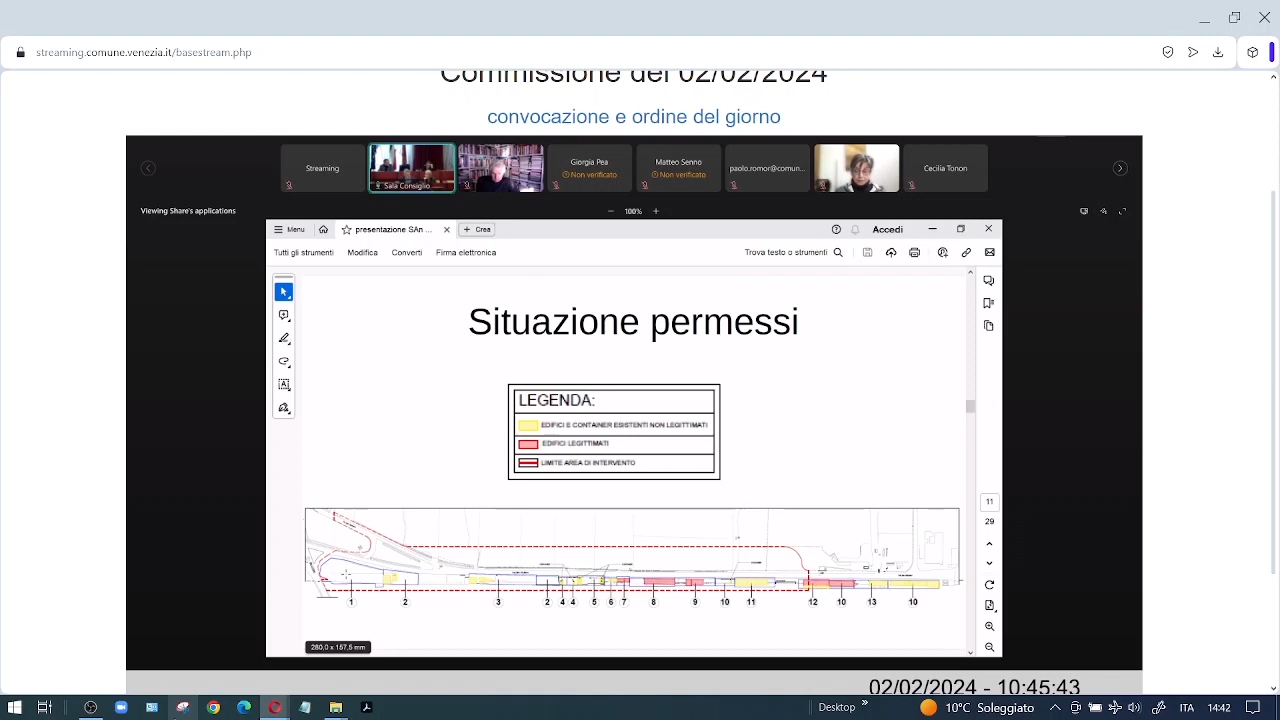 streaming.comune.venezia.it/basestream.php
Commissione del 02/02/2024
convocazione e ordine del giorno
Streaming
Sala Consiglio...
Giorgia Pea
Non verificato
Matteo Senno
Non verificato
paolo.romor@comun...
Cecilia Tonon
Viewing Share's applications
100%
Menu
presentazione SAn ...
Crea
Accedi
Tutti gli strumenti
Modifica
Converti
Firma elettronica
Trova testo o strumenti
Situazione permessi
LEGENDA:
EDIFICI E CONTAINER ESISTENTI NON LEGITTIMATI
EDIFICI LEGITTIMATI
LIMITE AREA DI INTERVENTO
11
29
1 2 3 2 4 4 5 6 7 8 9 10 11 12 10 13 10
280,0 x 157,5 mm
02/02/2024 - 10:45:43
Desktop
10°C Soleggiato
ITA
14:42